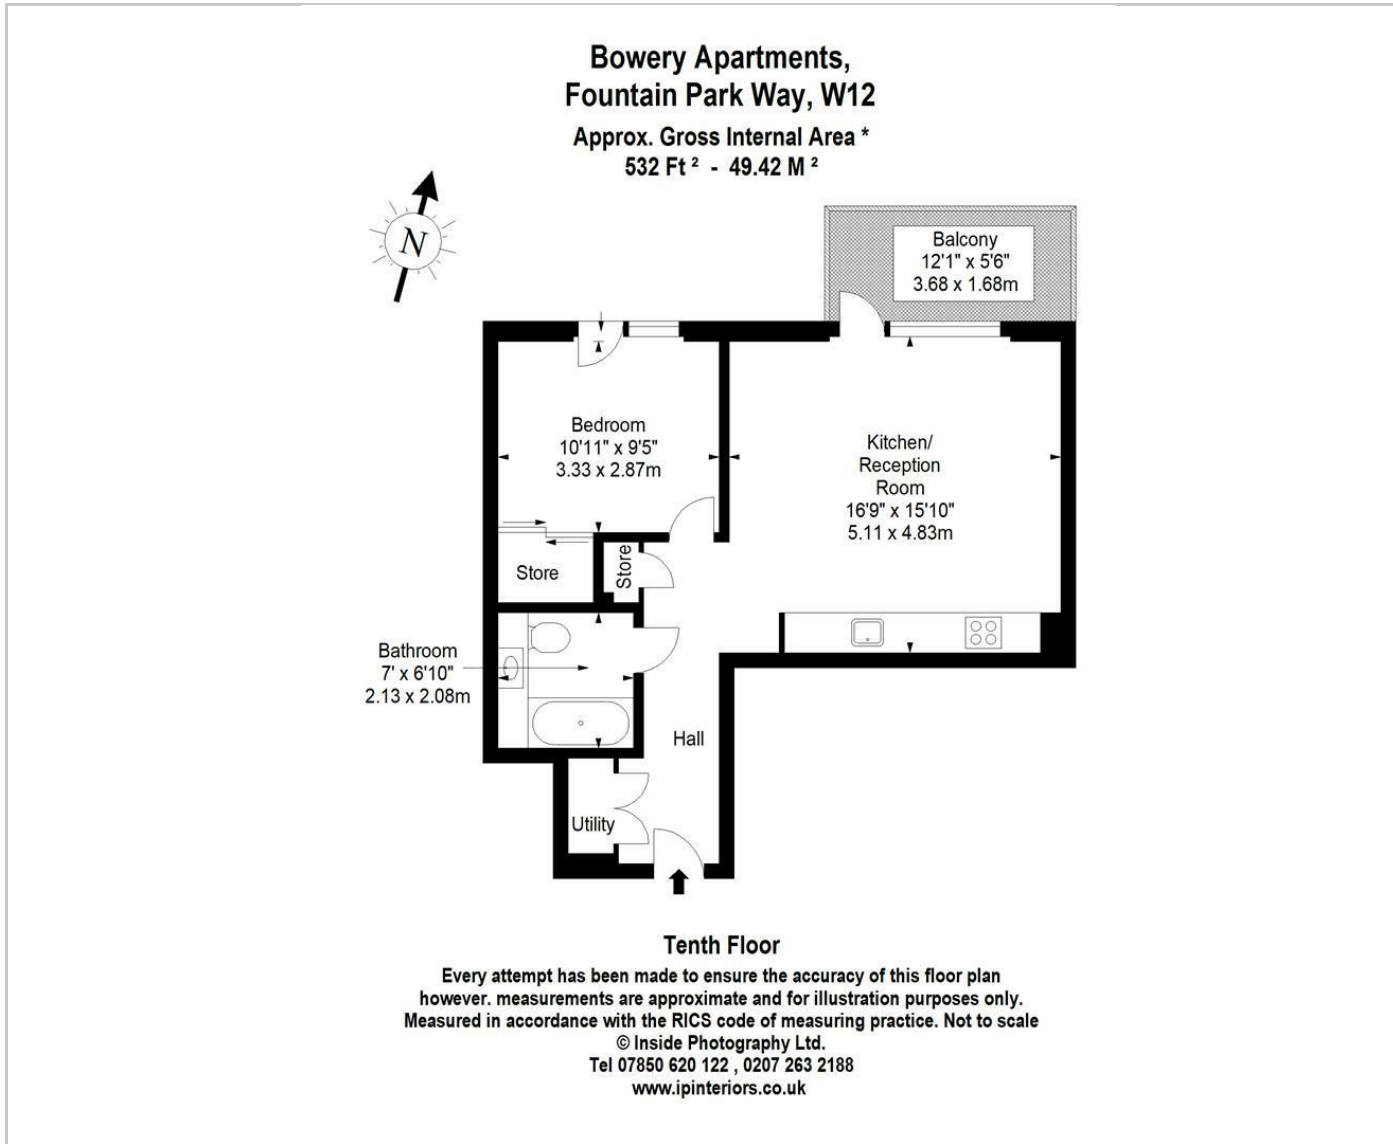 Bowery Apartments,
Fountain Park Way, W12
Approx. Gross Internal Area *
532 Ft ² - 49.42 M ²
N
Balcony
12'1" x 5'6"
3.68 x 1.68m
Bedroom
10'11" x 9'5"
3.33 x 2.87m
Kitchen/
Reception
Room
16'9" x 15'10"
5.11 x 4.83m
Store
Store
Bathroom
7' x 6'10"
2.13 x 2.08m
Hall
Utility
Tenth Floor
Every attempt has been made to ensure the accuracy of this floor plan
however. measurements are approximate and for illustration purposes only.
Measured in accordance with the RICS code of measuring practice. Not to scale
© Inside Photography Ltd.
Tel 07850 620 122 , 0207 263 2188
www.ipinteriors.co.uk